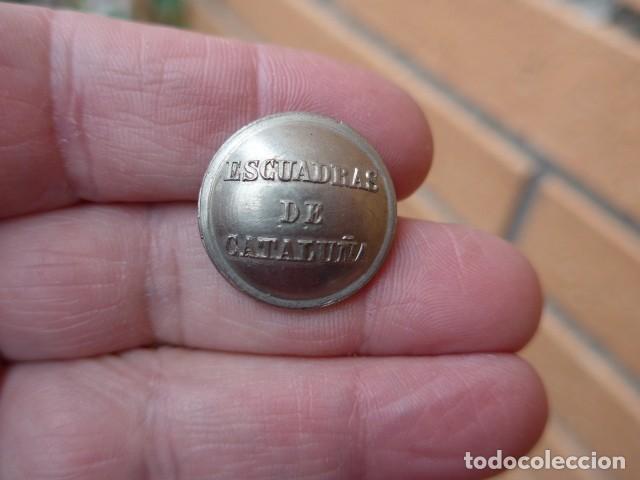 ESCUADRAS
DE
CATALUÑA
todocoleccion